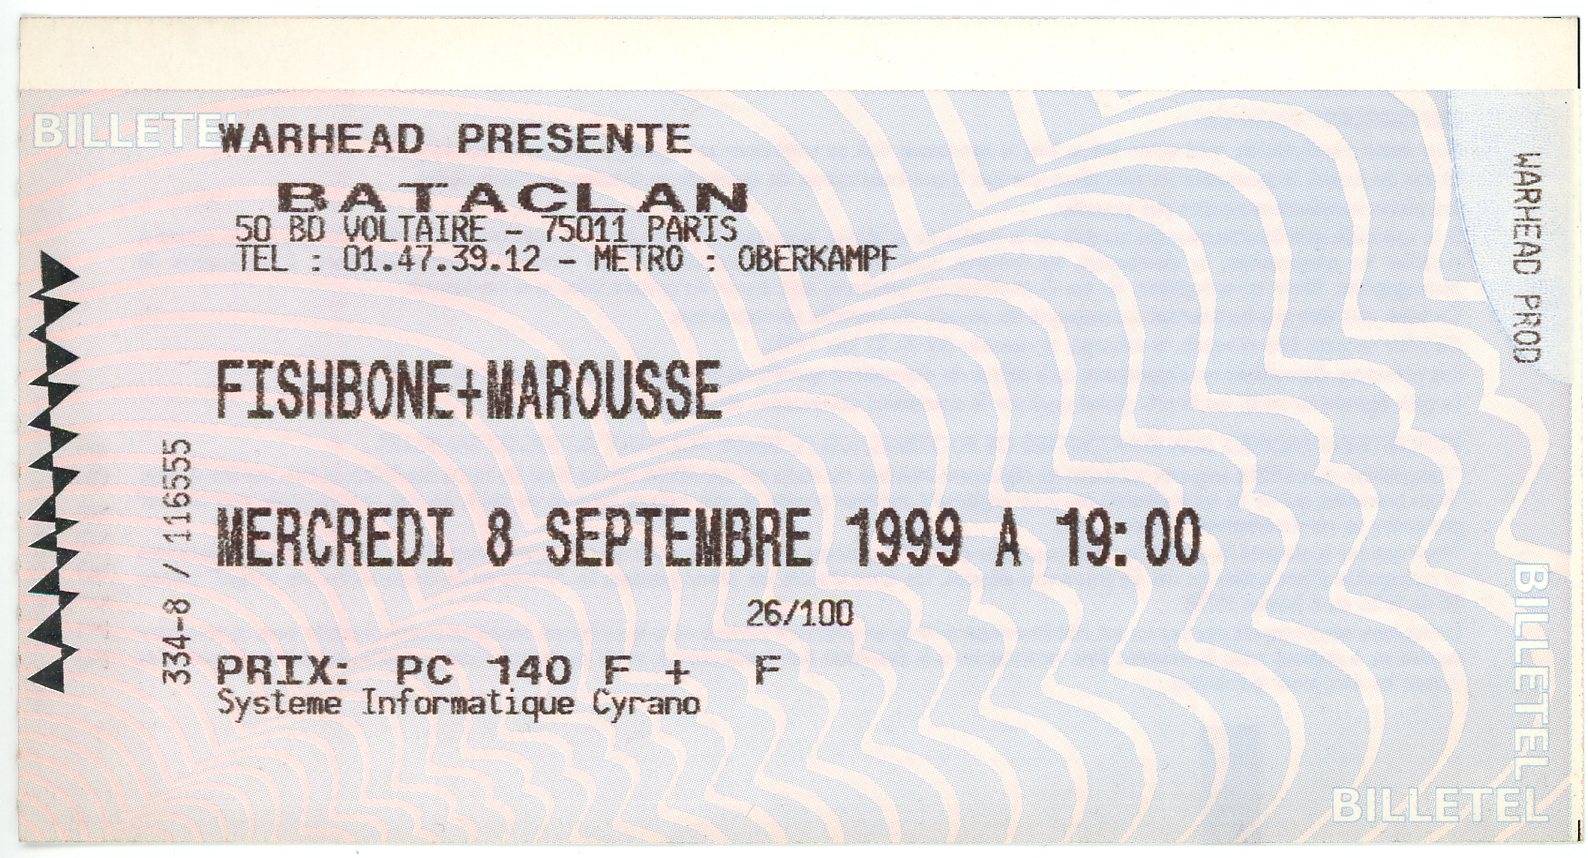 BILLETEL
WARHEAD PRESENTE
BATACLAN
50 BD VOLTAIRE - 75011 PARIS
TEL : 01.47.39.12 - METRO : OBERKAMPF
FISHBONE+MAROUSSE
MERCREDI 8 SEPTEMBRE 1999 A 19:00
26/100
PRIX: PC 140 F + F
Systeme Informatique Cyrano
334-8 / 116555
WARHEAD PROD
BILLETEL
BILLETEL